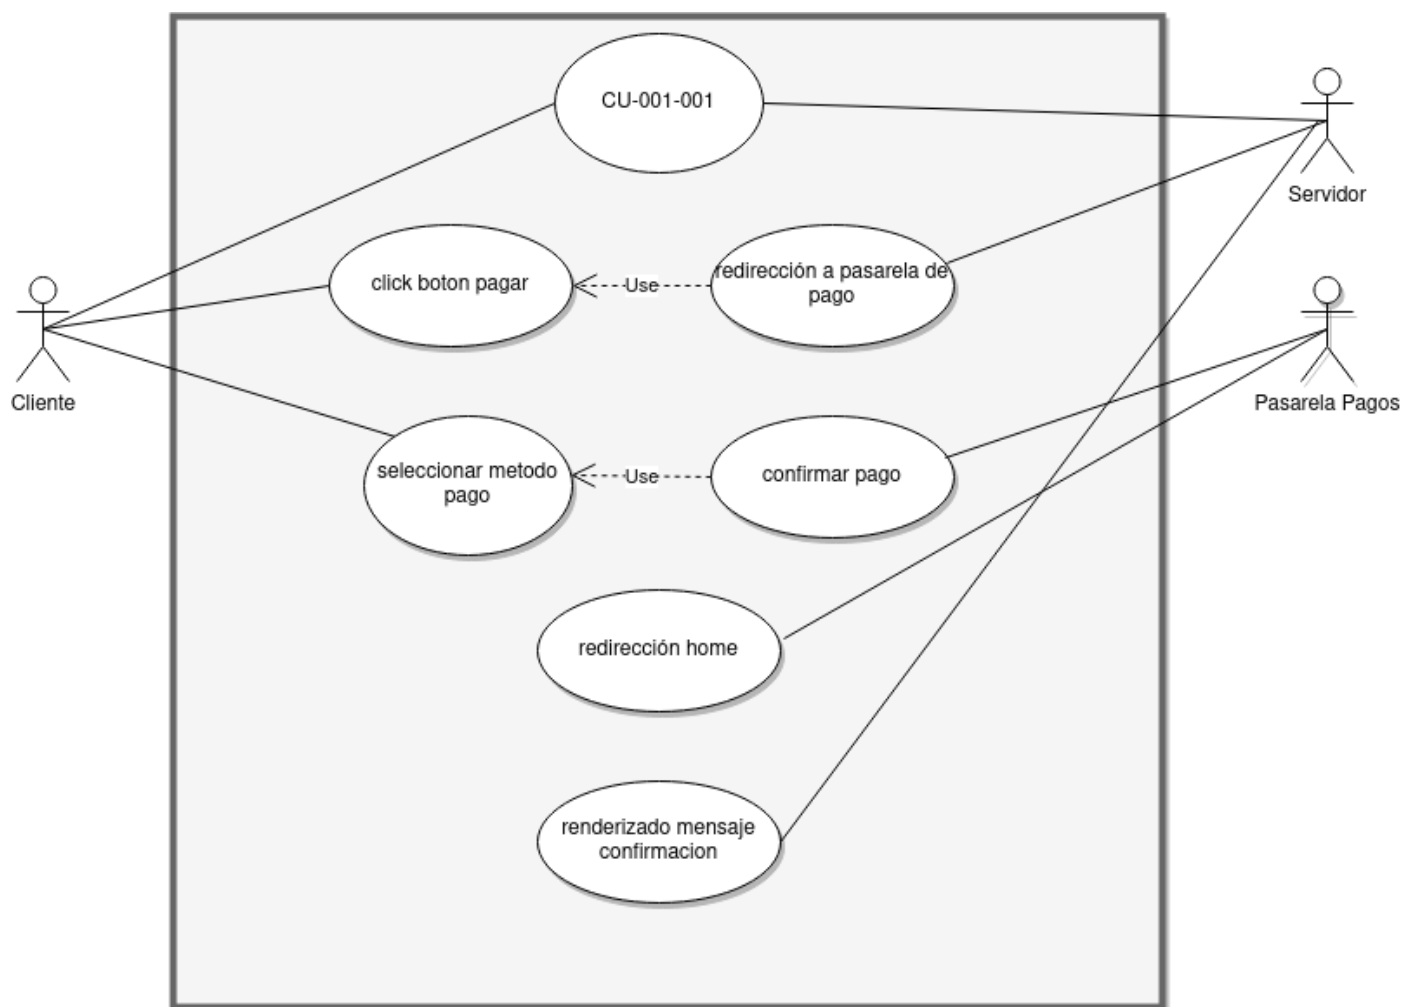 CU-001-001
Servidor
click boton pagar
Use
redirección a pasarela de
pago
Cliente
Pasarela Pagos
seleccionar metodo
pago
Use
confirmar pago
redirección home
renderizado mensaje
confirmacion